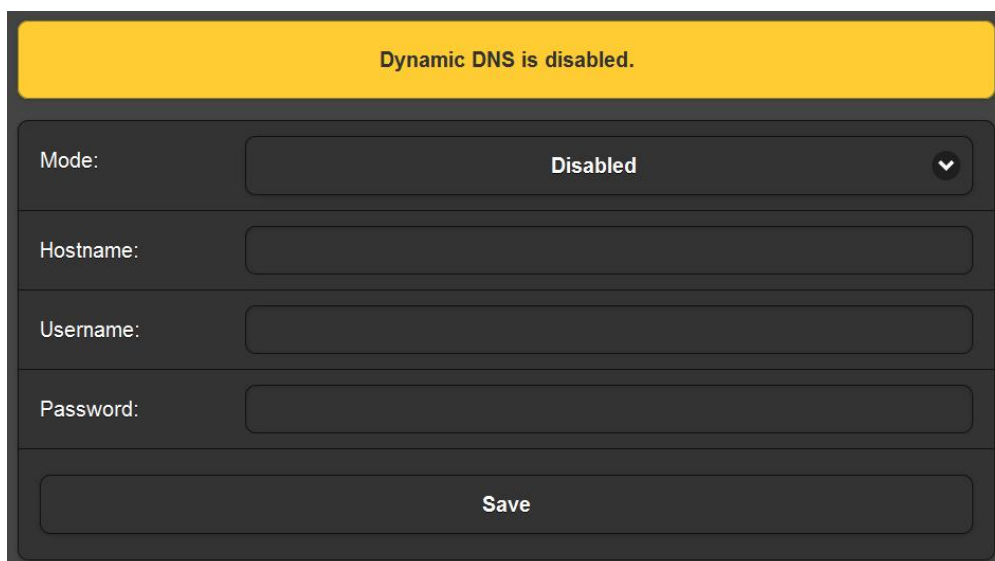 Dynamic DNS is disabled.
Mode:
Disabled
Hostname:
Username:
Password:
Save